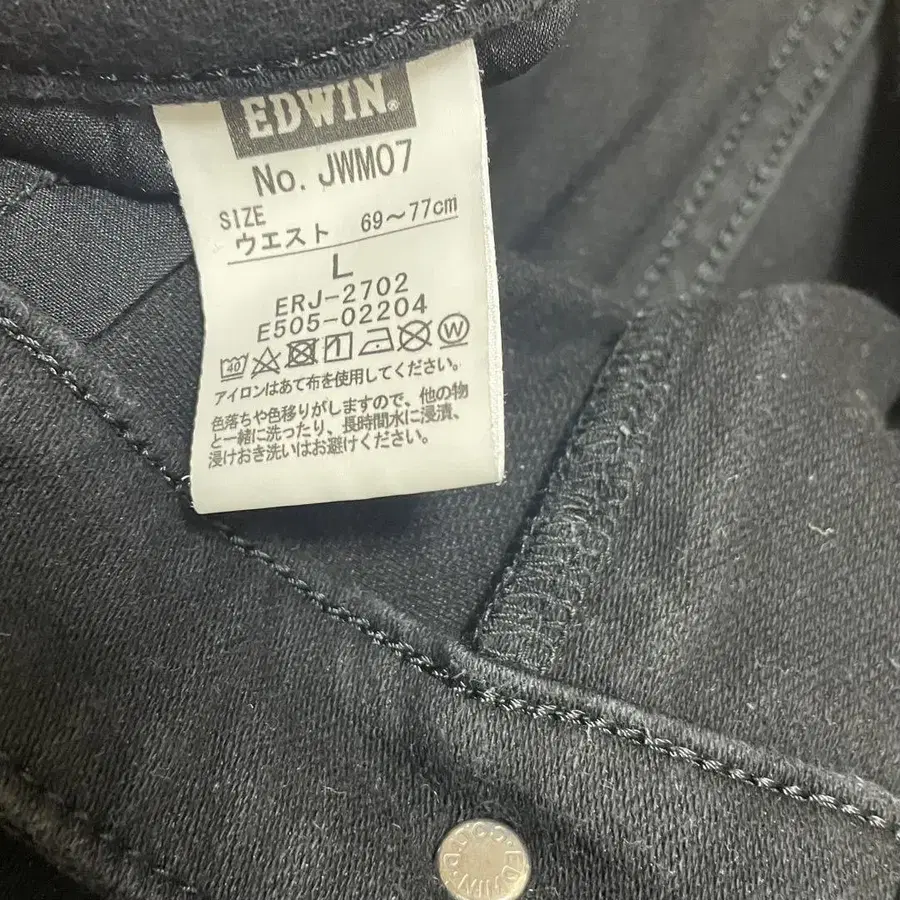 EDWIN®
No. JWM07
SIZE
ウエスト 69～77cm
L
ERJ-2702
E505-02204
40 W
アイロンはあて布を使用してください。
色落ちや色移りがしますので、他の物
と一緒に洗ったり、長時間水に浸漬、
浸けおき洗いはお避けください。
EDWIN